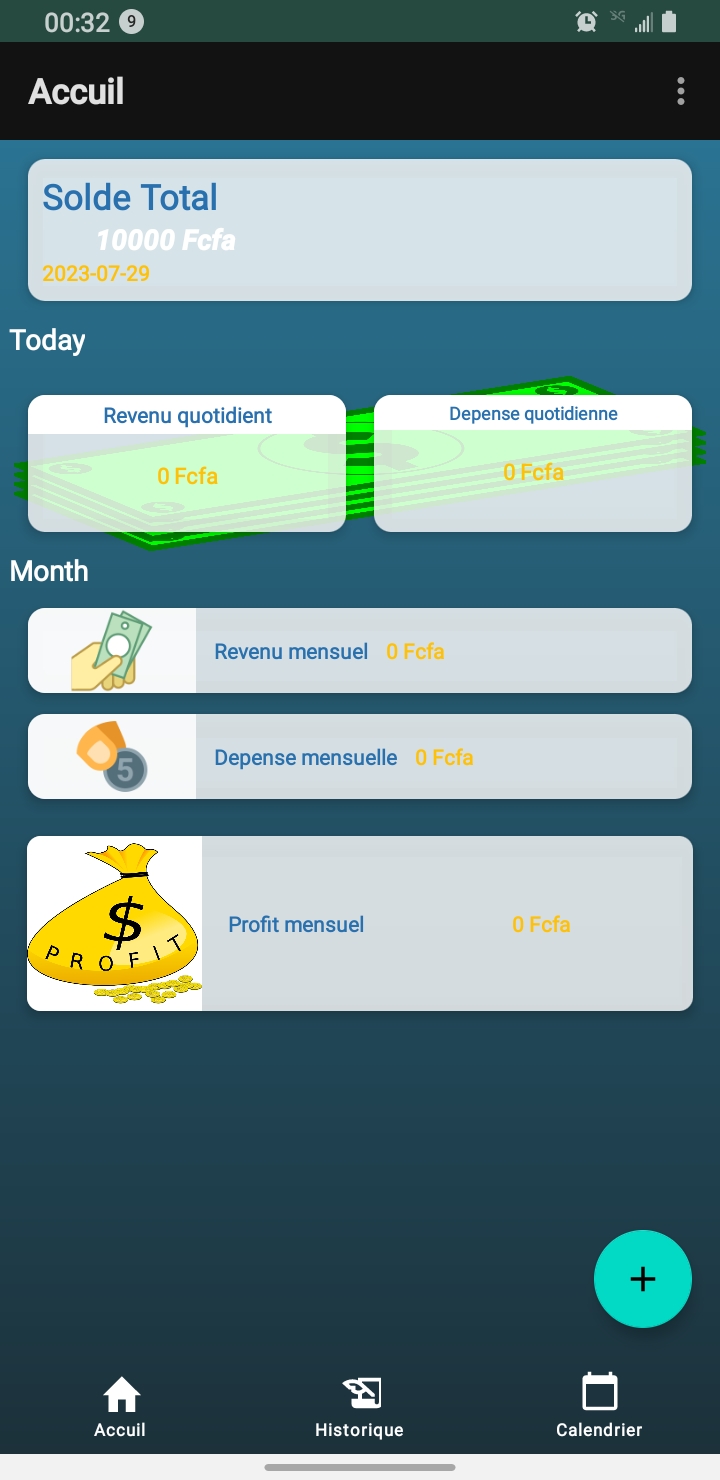 00:32 9 3G
Accuil
Solde Total
10000 Fcfa
2023-07-29
Today
Revenu quotidient
Depense quotidienne
0 Fcfa
0 Fcfa
Month
Revenu mensuel 0 Fcfa
5
Depense mensuelle 0 Fcfa
$
PROFIT
Profit mensuel 0 Fcfa
+
Accuil
Historique
Calendrier